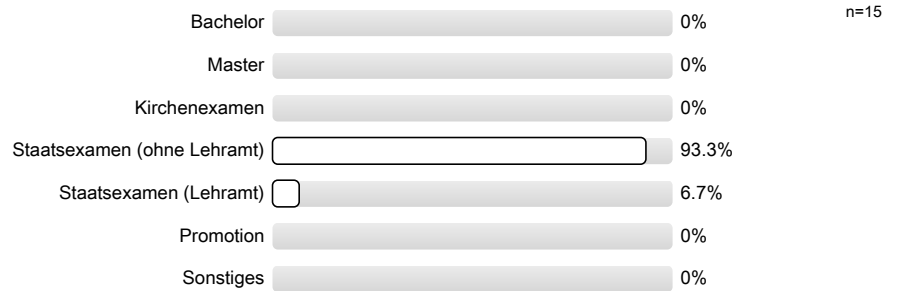 Bachelor 0% n=15
Master 0%
Kirchenexamen 0%
Staatsexamen (ohne Lehramt) 93.3%
Staatsexamen (Lehramt) 6.7%
Promotion 0%
Sonstiges 0%